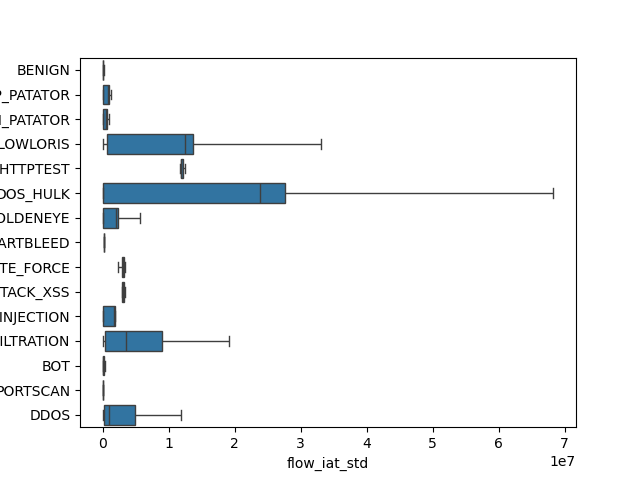 BENIGN
P_PATATOR
_PATATOR
LOWLORIS
HTTPTEST
DOS_HULK
OLDENEYE
ARTBLEED
TE_FORCE
TACK_XSS
INJECTION
ILTRATION
BOT
PORTSCAN
DDOS
0 1 2 3 4 5 6 7
1e7
flow_iat_std